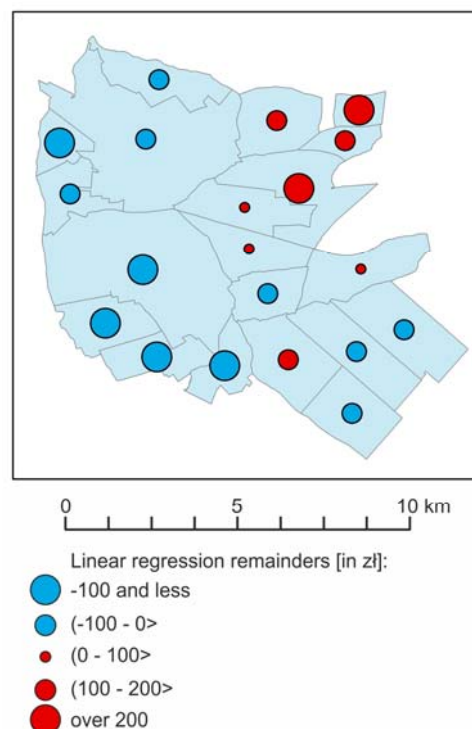 0 5 10 km
Linear regression remainders [in zł]:
-100 and less
(-100 - 0>
(0 - 100>
(100 - 200>
over 200